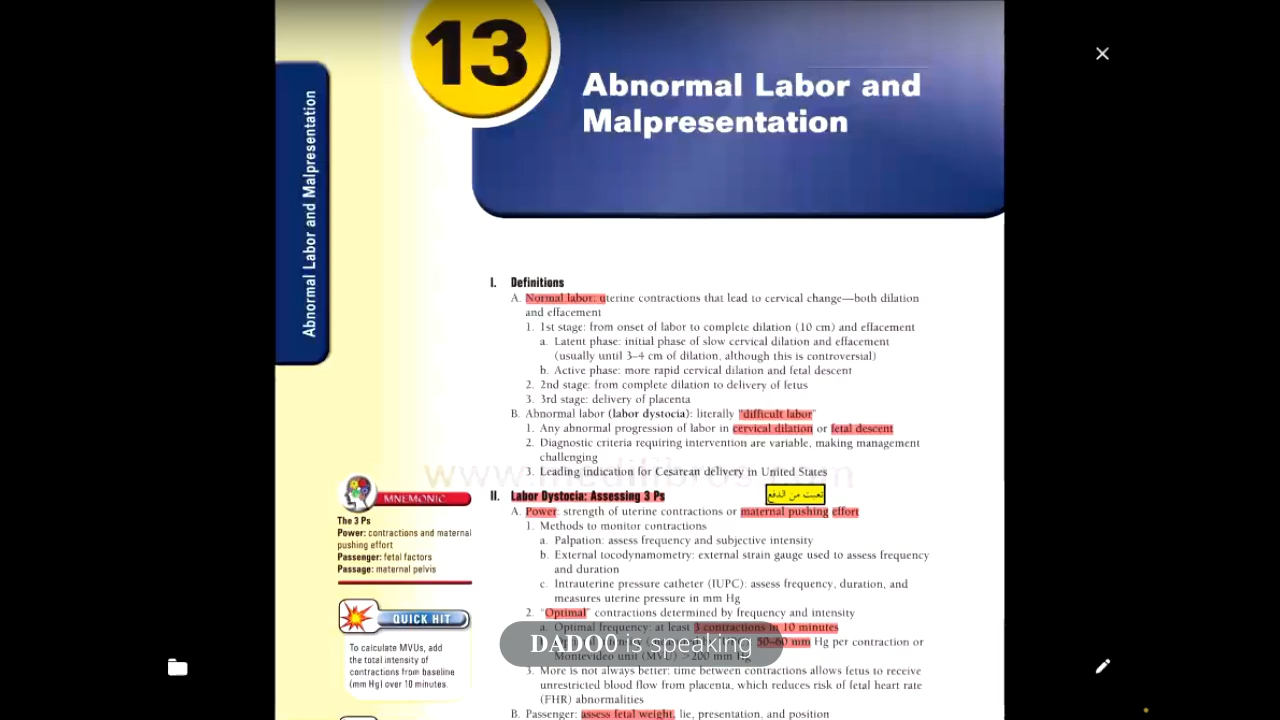 13
Abnormal Labor and
Malpresentation
Abnormal Labor and Malpresentation
I. Definitions
A. Normal labor: uterine contractions that lead to cervical change—both dilation
and effacement
1. 1st stage: from onset of labor to complete dilation (10 cm) and effacement
a. Latent phase: initial phase of slow cervical dilation and effacement
(usually until 3–4 cm of dilation, although this is controversial)
b. Active phase: more rapid cervical dilation and fetal descent
2. 2nd stage: from complete dilation to delivery of fetus
3. 3rd stage: delivery of placenta
B. Abnormal labor (labor dystocia): literally "difficult labor"
1. Any abnormal progression of labor in cervical dilation or fetal descent
2. Diagnostic criteria requiring intervention are variable, making management
challenging
3. Leading indication for Cesarean delivery in United States
II. Labor Dystocia: Assessing 3 Ps
تعبت من الدفع
A. Power: strength of uterine contractions or maternal pushing effort
1. Methods to monitor contractions
a. Palpation: assess frequency and subjective intensity
b. External tocodynamometry: external strain gauge used to assess frequency
and duration
c. Intrauterine pressure catheter (IUPC): assess frequency, duration, and
measures uterine pressure in mm Hg
2. "Optimal" contractions determined by frequency and intensity
a. Optimal frequency: at least 3 contractions in 10 minutes
50–60 mm Hg per contraction or
Montevideo unit (MVU) >200 mm Hg
3. More is not always better: time between contractions allows fetus to receive
unrestricted blood flow from placenta, which reduces risk of fetal heart rate
(FHR) abnormalities
B. Passenger: assess fetal weight, lie, presentation, and position
MNEMONIC
The 3 Ps
Power: contractions and maternal
pushing effort
Passenger: fetal factors
Passage: maternal pelvis
QUICK HIT
To calculate MVUs, add
the total intensity of
contractions from baseline
(mm Hg) over 10 minutes.
DADO0 is speaking